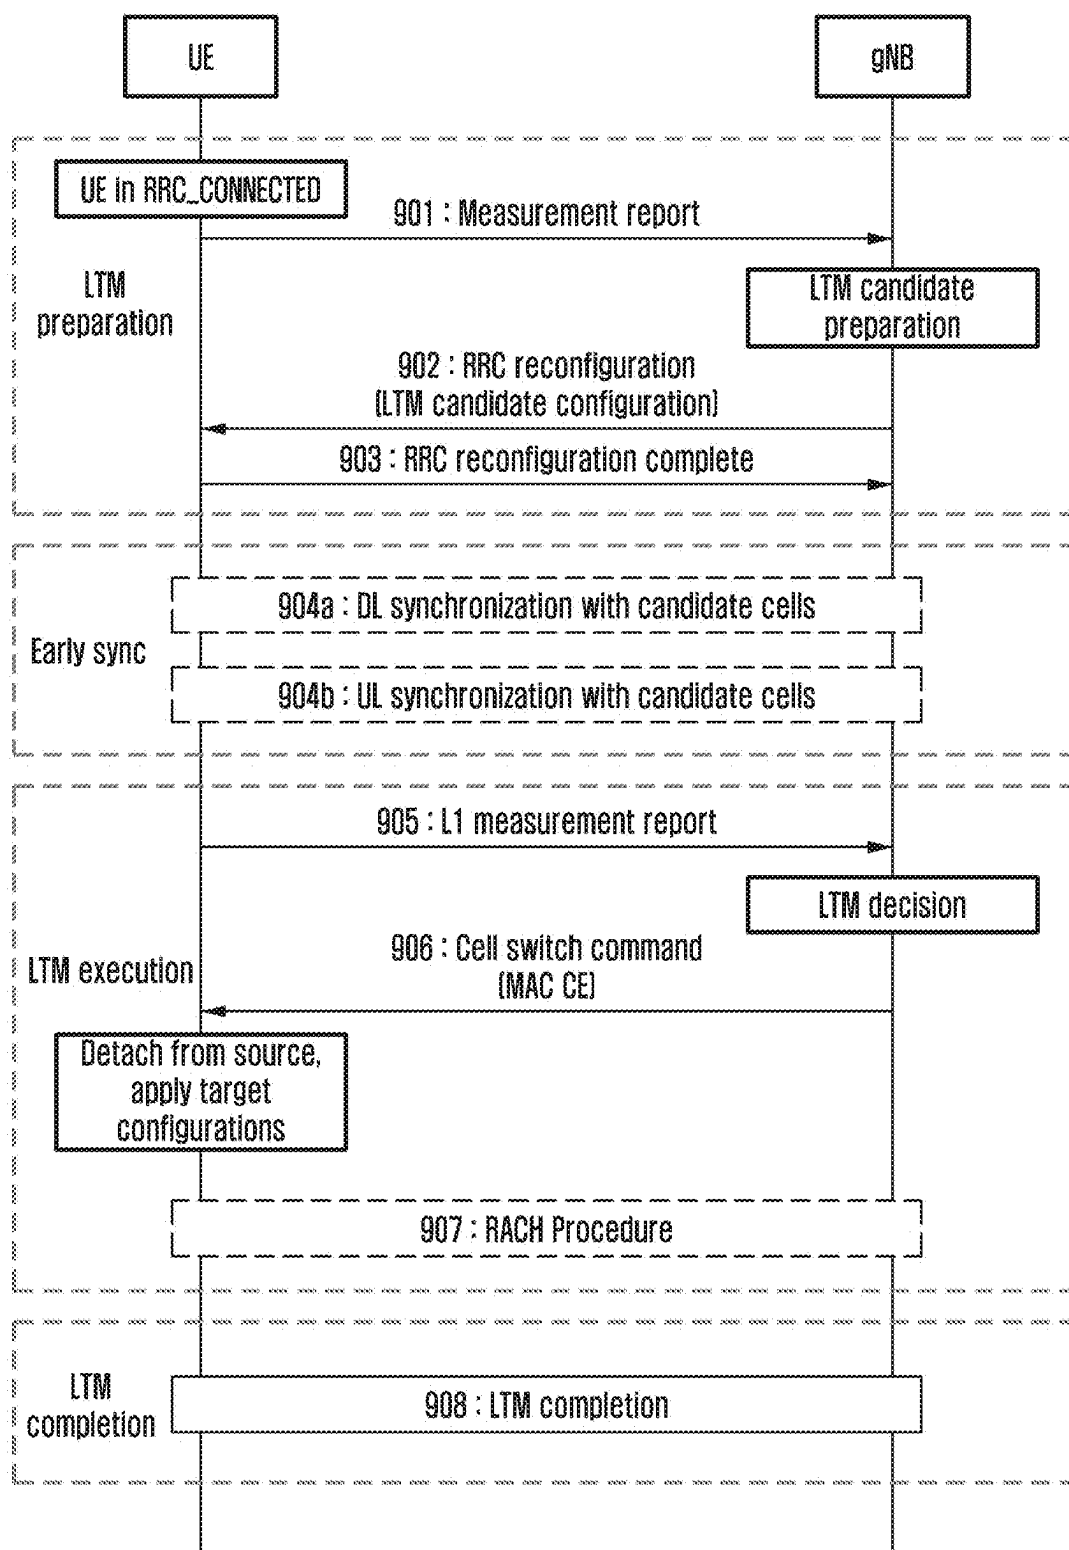 UE
gNB
UE in RRC_CONNECTED
901 : Measurement report
LTM
preparation
LTM candidate
preparation
902 : RRC reconfiguration
(LTM candidate configuration)
903 : RRC reconfiguration complete
904a : DL synchronization with candidate cells
Early sync
904b : UL synchronization with candidate cells
905 : L1 measurement report
LTM decision
906 : Cell switch command
(MAC CE)
LTM execution
Detach from source,
apply target
configurations
907 : RACH Procedure
LTM
completion
908 : LTM completion